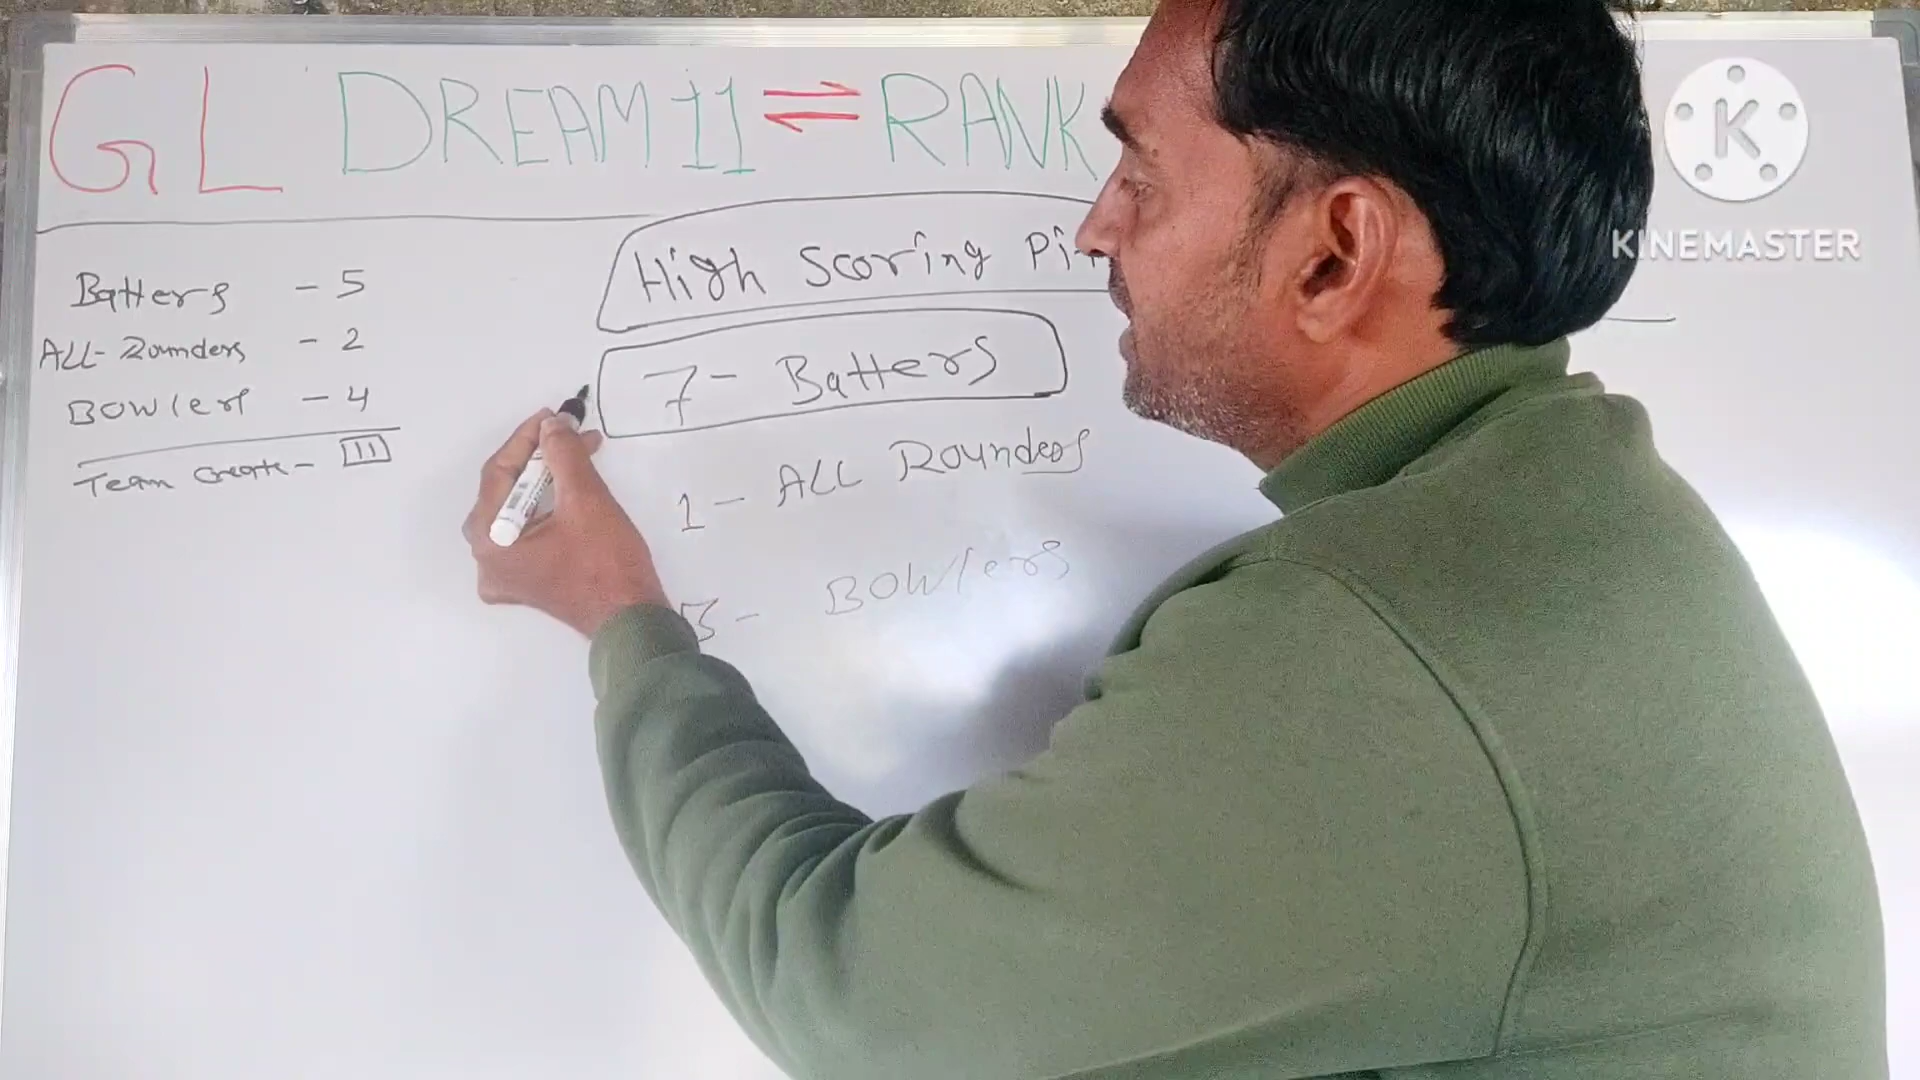 GL DREAM 11 ⇌ RANK
KINEMASTER
Batters - 5
ALL-Rounders - 2
BOWlers - 4
Team Create - 11
High Scoring
7 - Batters
1 - ALL Rounders
3 - BOWlers